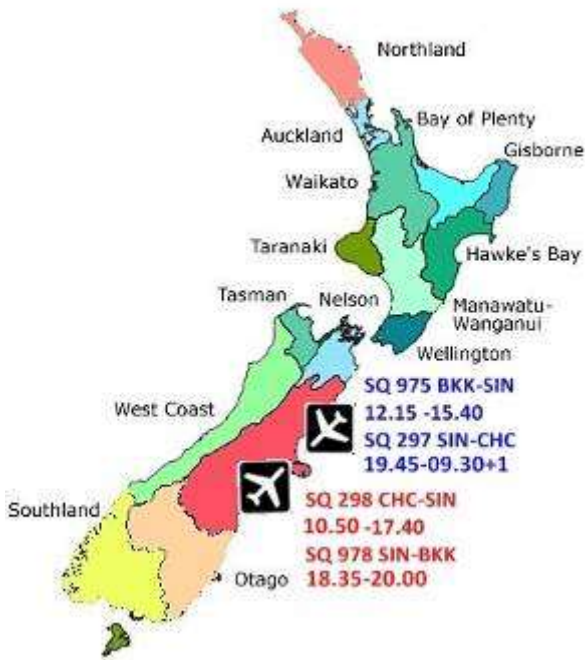 Northland
Bay of Plenty
Auckland
Gisborne
Waikato
Taranaki
Hawke's Bay
Tasman
Nelson
Manawatu-
Wanganui
Wellington
SQ 975 BKK-SIN
12.15 -15.40
West Coast
SQ 297 SIN-CHC
19.45-09.30+1
SQ 298 CHC-SIN
Southland
10.50 -17.40
SQ 978 SIN-BKK
Otago
18.35-20.00